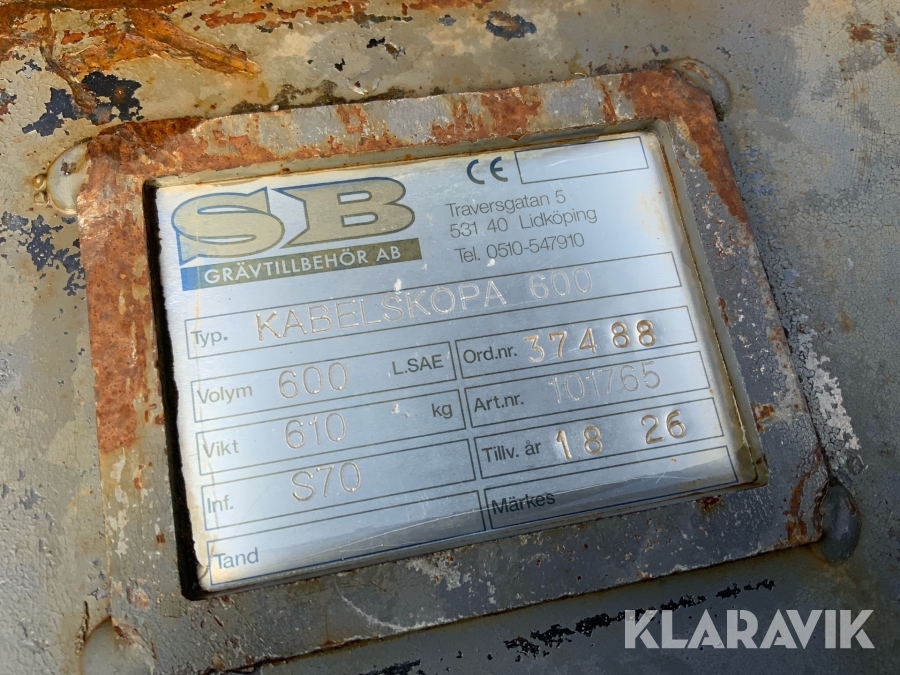 SB
GRÄVTILLBEHÖR AB
CE
Traversgatan 5
531 40 Lidköping
Tel. 0510-547910
Typ. KABELSKOPA 600
Volym 600 L.SAE
Ord.nr. 37488
Vikt 610 kg
Art.nr. 101765
Inf. S70
Tillv. år 18 26
Tand
Märkes
KLARAVIK